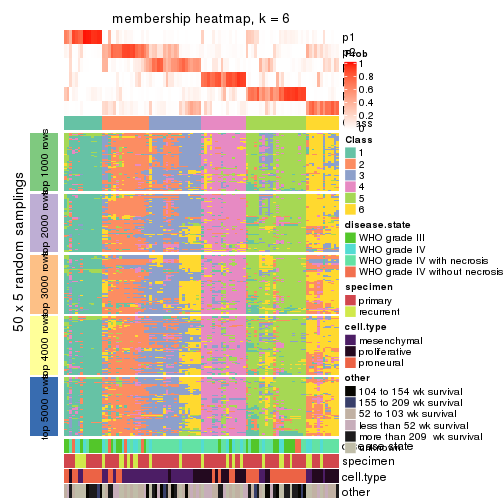 membership heatmap, k = 6
p1
p2
Prob
1
0.8
0.6
0.4
0.2
0
Class
1
2
3
4
5
6
disease.state
WHO grade III
WHO grade IV
WHO grade IV with necrosis
WHO grade IV without necrosis
specimen
primary
recurrent
cell.type
mesenchymal
proliferative
proneural
other
104 to 154 wk survival
155 to 209 wk survival
52 to 103 wk survival
less than 52 wk survival
more than 209 wk survival
unknown
50 x 5 random samplings
top 1000 rows
top 2000 rows
top 3000 rows
top 4000 rows
top 5000 rows
disease.state
specimen
cell.type
other